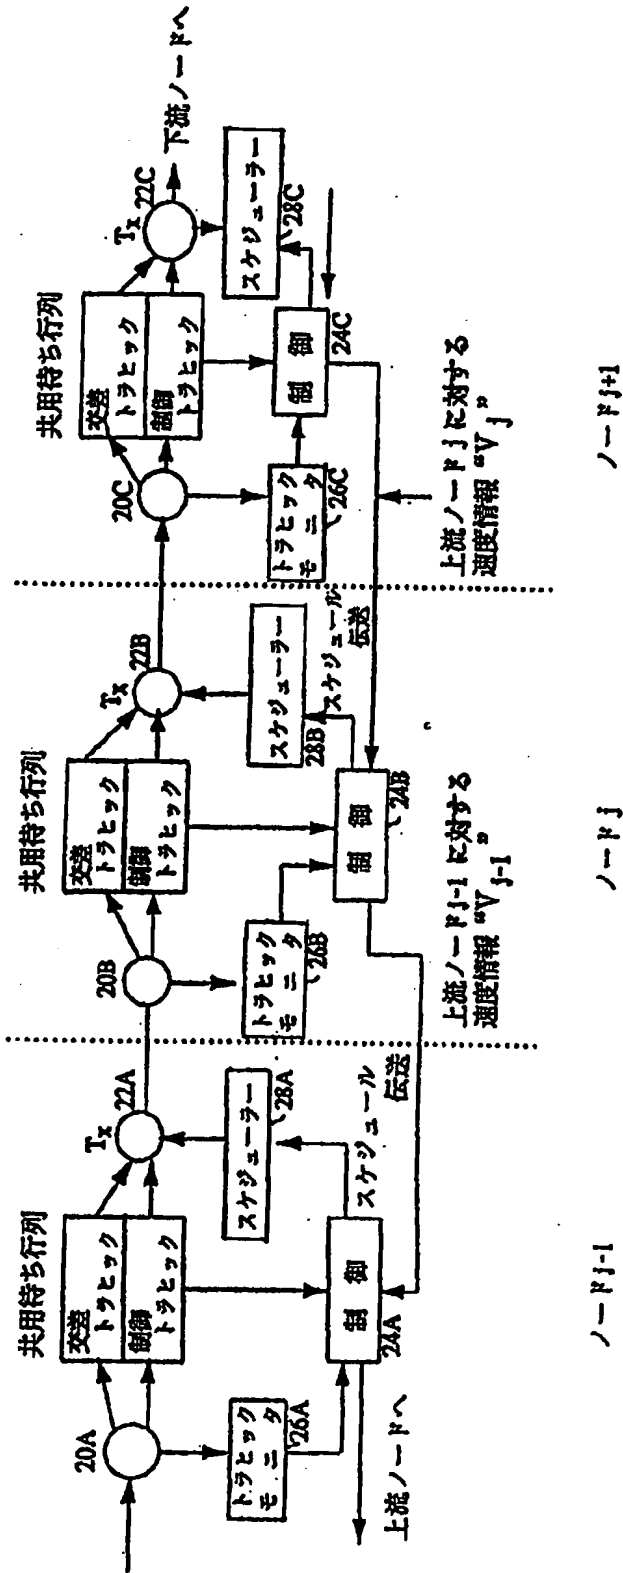 共用待ち行列
交差
トラヒック
制御
トラヒック
20A
Tx
22A
トラヒック
モニタ
26A
スケジューラー
28A
制御
24A
スケジュール
伝送
上流ノードへ
ノードj-1
共用待ち行列
交差
トラヒック
制御
トラヒック
20B
Tx
22B
トラヒック
モニタ
26B
スケジューラー
28B
制御
24B
スケジュール
伝送
上流ノードj-1に対する
速度情報“Vj-1”
ノードj
共用待ち行列
交差
トラヒック
制御
トラヒック
20C
Tx
22C
下流ノードへ
トラヒック
モニタ
26C
スケジューラー
28C
制御
24C
上流ノードjに対する
速度情報“Vj”
ノードj+1